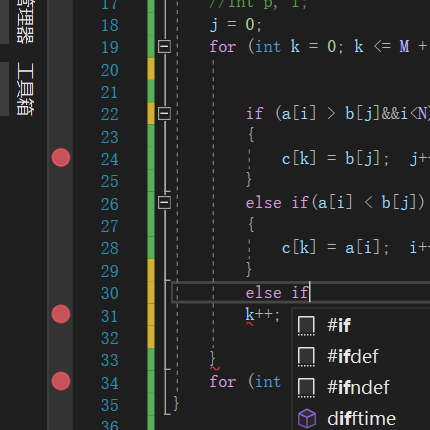 管理器
工具箱
17 //int p, l;
18 j = 0;
19 for (int k = 0; k <= M +
20
21
22 if (a[i] > b[j]&&i<N)
23 {
24 c[k] = b[j]; j+
25 }
26 else if(a[i] < b[j])
27 {
28 c[k] = a[i]; i+
29 }
30 else if
31 k++;
32
33 }
34 for (int
35 }
36
#if
#ifdef
#ifndef
difftime